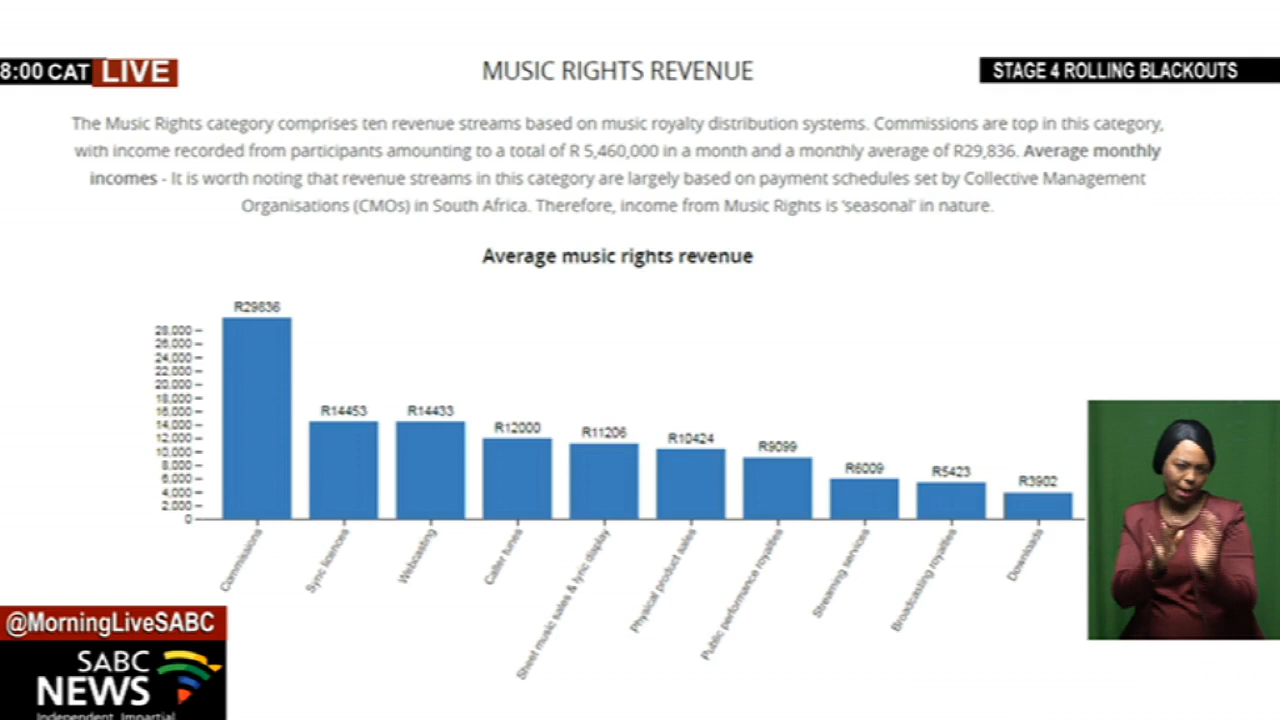 8:00 CAT LIVE
MUSIC RIGHTS REVENUE
STAGE 4 ROLLING BLACKOUTS
The Music Rights category comprises ten revenue streams based on music royalty distribution systems. Commissions are top in this category,
with income recorded from participants amounting to a total of R 5,460,000 in a month and a monthly average of R29,836. Average monthly
incomes - It is worth noting that revenue streams in this category are largely based on payment schedules set by Collective Management
Organisations (CMOs) in South Africa. Therefore, income from Music Rights is 'seasonal' in nature.
Average music rights revenue
R29836
R14453
R14433
R12000
R11206
R10424
R9099
R6009
R5423
R3902
28,000
26,000
24,000
22,000
20,000
18,000
16,000
14,000
12,000
10,000
8,000
6,000
4,000
2,000
0
Commissions
Sync licences
Webcasting
Caller tunes
Sheet music sales & lyric display
Physical product sales
Public performance royalties
Streaming services
Broadcasting royalties
Downloads
@MorningLiveSABC
SABC
NEWS
Independent. Impartial